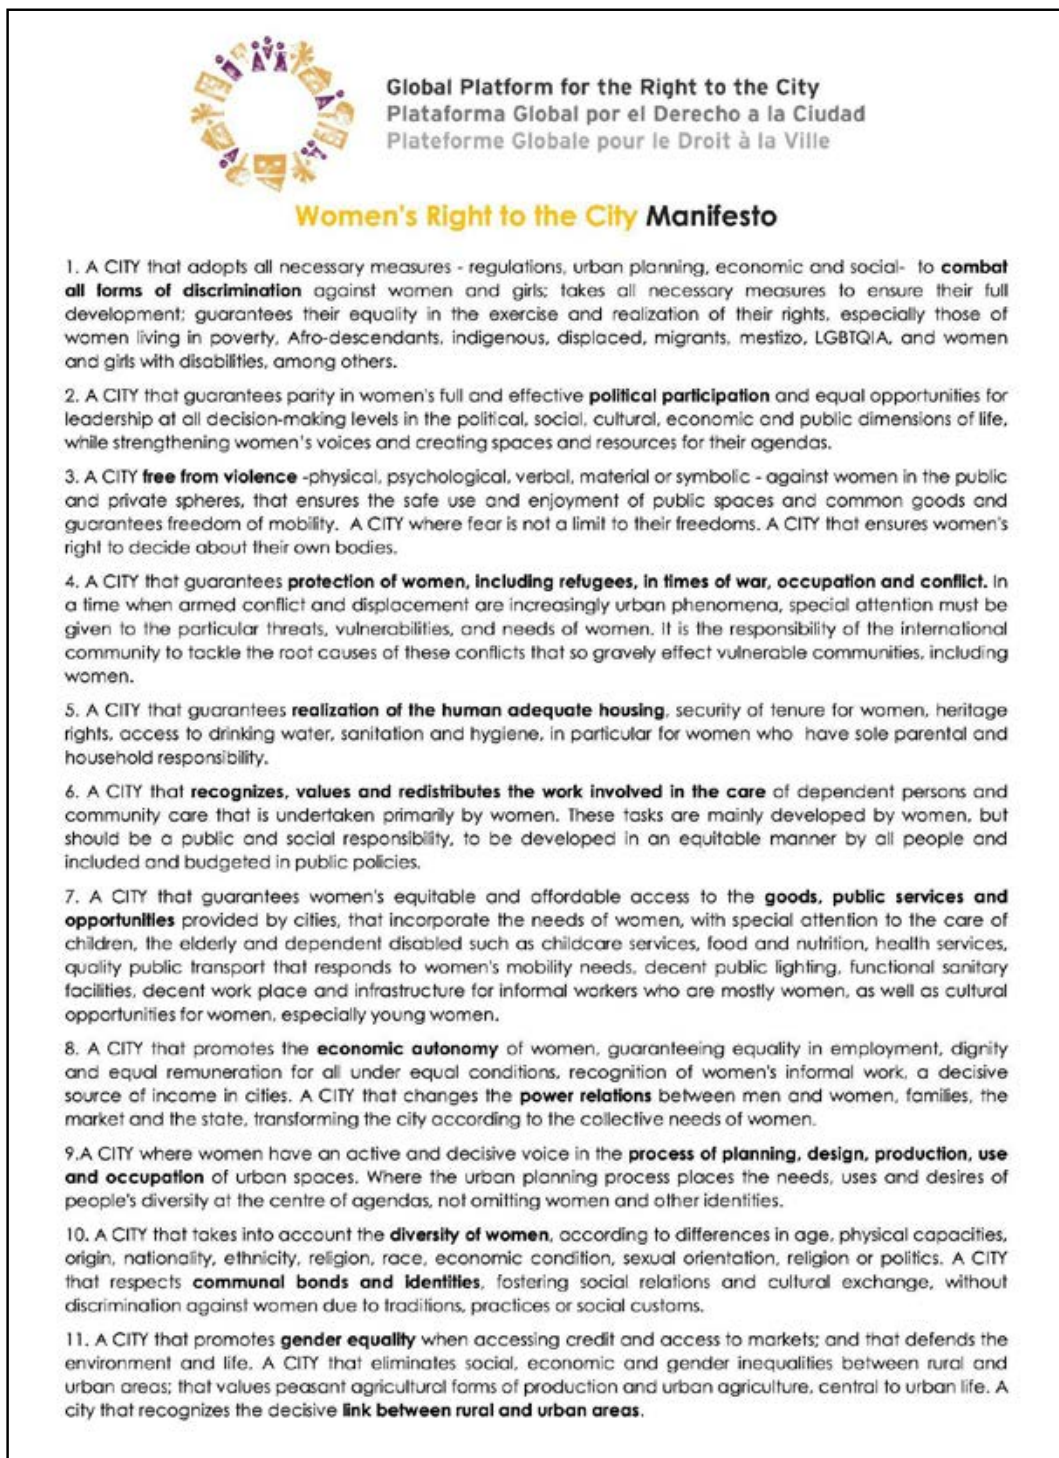 Global Platform for the Right to the City
Plataforma Global por el Derecho a la Ciudad
Plateforme Globale pour le Droit à la Ville
Women's Right to the City Manifesto
1. A CITY that adopts all necessary measures - regulations, urban planning, economic and social- to combat
all forms of discrimination against women and girls; takes all necessary measures to ensure their full
development; guarantees their equality in the exercise and realization of their rights, especially those of
women living in poverty, Afro-descendants, indigenous, displaced, migrants, mestizo, LGBTQIA, and women
and girls with disabilities, among others.
2. A CITY that guarantees parity in women's full and effective political participation and equal opportunities for
leadership at all decision-making levels in the political, social, cultural, economic and public dimensions of life,
while strengthening women's voices and creating spaces and resources for their agendas.
3. A CITY free from violence -physical, psychological, verbal, material or symbolic - against women in the public
and private spheres, that ensures the safe use and enjoyment of public spaces and common goods and
guarantees freedom of mobility. A CITY where fear is not a limit to their freedoms. A CITY that ensures women's
right to decide about their own bodies.
4. A CITY that guarantees protection of women, including refugees, in times of war, occupation and conflict. In
a time when armed conflict and displacement are increasingly urban phenomena, special attention must be
given to the particular threats, vulnerabilities, and needs of women. It is the responsibility of the international
community to tackle the root causes of these conflicts that so gravely effect vulnerable communities, including
women.
5. A CITY that guarantees realization of the human adequate housing, security of tenure for women, heritage
rights, access to drinking water, sanitation and hygiene, in particular for women who have sole parental and
household responsibility.
6. A CITY that recognizes, values and redistributes the work involved in the care of dependent persons and
community care that is undertaken primarily by women. These tasks are mainly developed by women, but
should be a public and social responsibility, to be developed in an equitable manner by all people and
included and budgeted in public policies.
7. A CITY that guarantees women's equitable and affordable access to the goods, public services and
opportunities provided by cities, that incorporate the needs of women, with special attention to the care of
children, the elderly and dependent disabled such as childcare services, food and nutrition, health services,
quality public transport that responds to women's mobility needs, decent public lighting, functional sanitary
facilities, decent work place and infrastructure for informal workers who are mostly women, as well as cultural
opportunities for women, especially young women.
8. A CITY that promotes the economic autonomy of women, guaranteeing equality in employment, dignity
and equal remuneration for all under equal conditions, recognition of women's informal work, a decisive
source of income in cities. A CITY that changes the power relations between men and women, families, the
market and the state, transforming the city according to the collective needs of women.
9.A CITY where women have an active and decisive voice in the process of planning, design, production, use
and occupation of urban spaces. Where the urban planning process places the needs, uses and desires of
people's diversity at the centre of agendas, not omitting women and other identities.
10. A CITY that takes into account the diversity of women, according to differences in age, physical capacities,
origin, nationality, ethnicity, religion, race, economic condition, sexual orientation, religion or politics. A CITY
that respects communal bonds and identities, fostering social relations and cultural exchange, without
discrimination against women due to traditions, practices or social customs.
11. A CITY that promotes gender equality when accessing credit and access to markets; and that defends the
environment and life. A CITY that eliminates social, economic and gender inequalities between rural and
urban areas; that values peasant agricultural forms of production and urban agriculture, central to urban life. A
city that recognizes the decisive link between rural and urban areas.